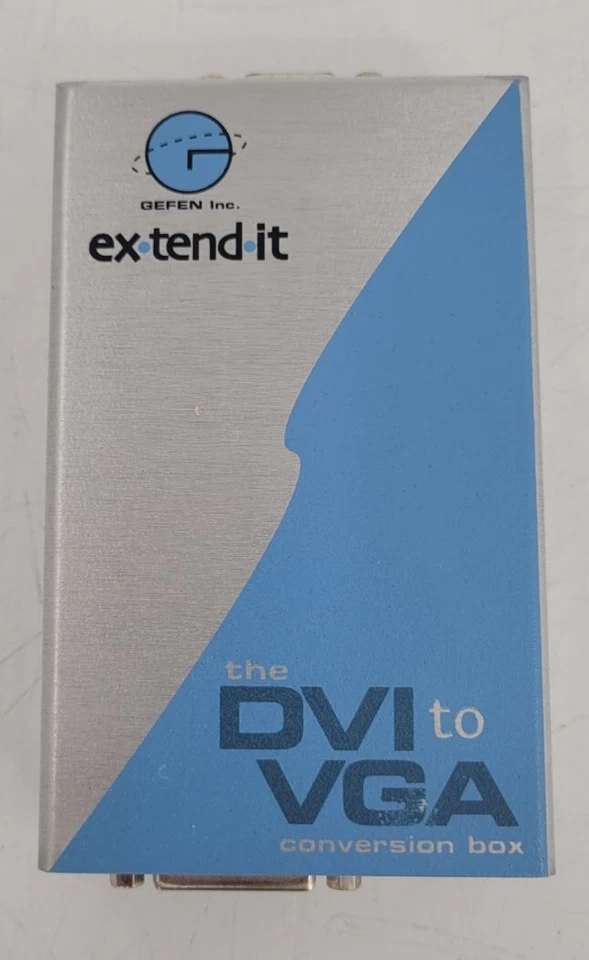 GEFEN Inc.
ex•tend•it
the
DVI to
VGA
conversion box